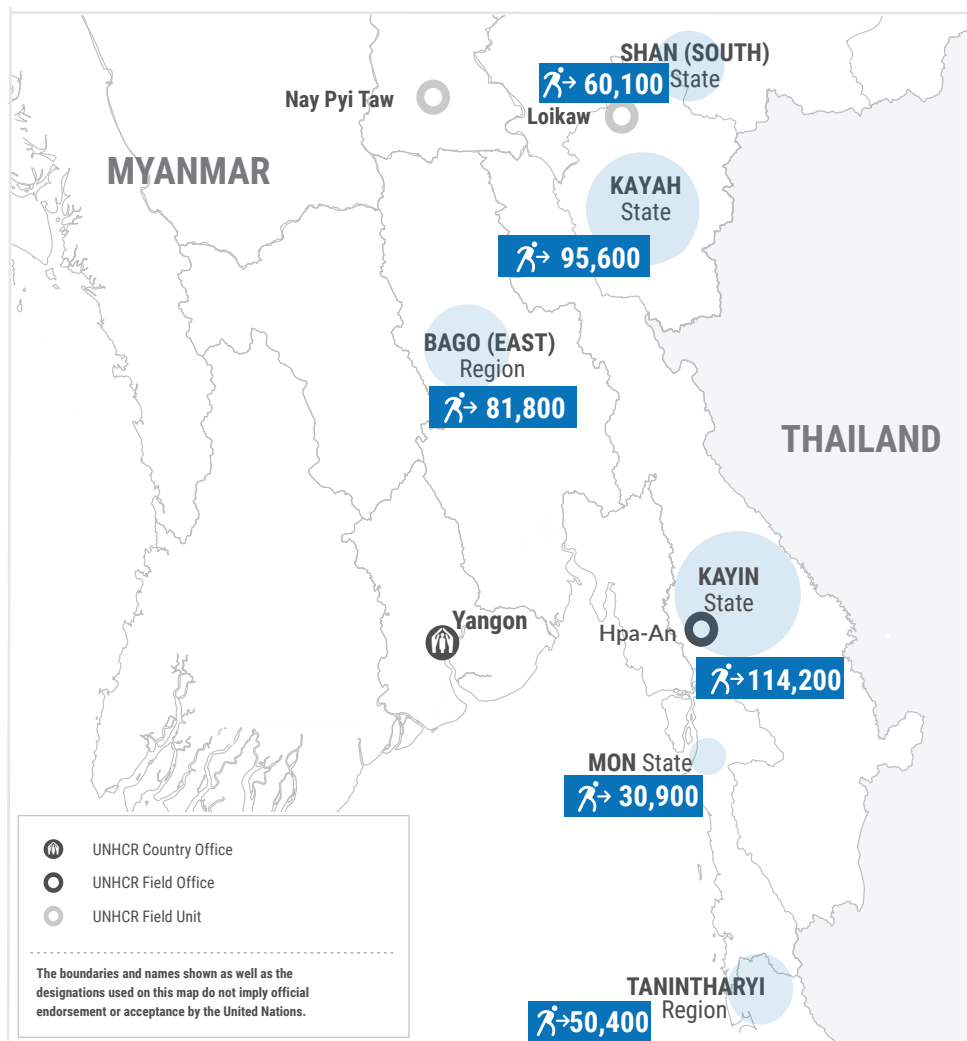 SHAN (SOUTH)
State
60,100
Nay Pyi Taw
Loikaw
MYANMAR
KAYAH
State
95,600
BAGO (EAST)
Region
81,800
THAILAND
KAYIN
State
Yangon
Hpa-An
114,200
MON State
30,900
UNHCR Country Office
UNHCR Field Office
UNHCR Field Unit
The boundaries and names shown as well as the
designations used on this map do not imply official
endorsement or acceptance by the United Nations.
TANINTHARYI
Region
50,400